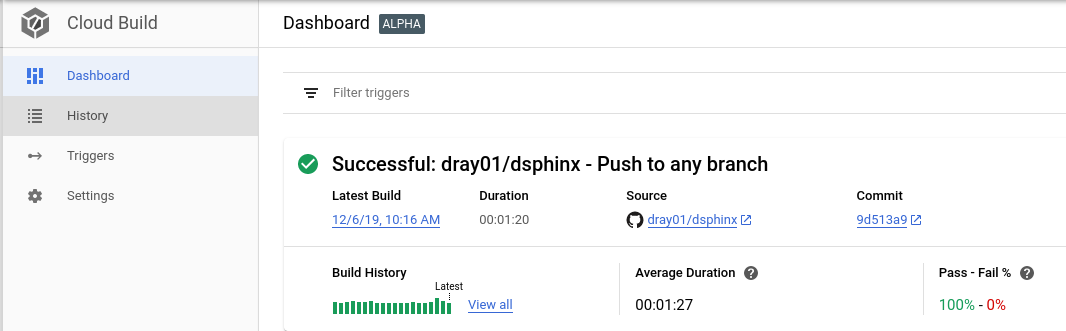 Cloud Build
Dashboard ALPHA
Dashboard
History
Triggers
Settings
Filter triggers
Successful: dray01/dsphinx - Push to any branch
Latest Build Duration Source Commit
12/6/19, 10:16 AM 00:01:20 dray01/dsphinx 9d513a9
Build History Average Duration ? Pass - Fail % ?
Latest
View all 00:01:27 100% - 0%